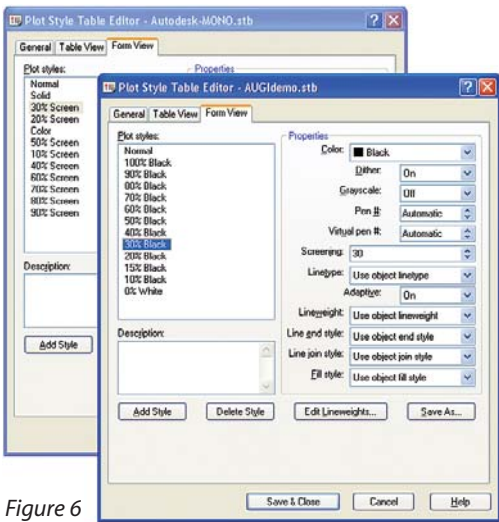 Plot Style Table Editor - Autodesk-MONO.stb
General Table View Form View
Plot styles:
Properties
Normal
Solid
30% Screen
20% Screen
Color
50% Screen
10% Screen
40% Screen
60% Screen
70% Screen
80% Screen
90% Screen
Description:
Add Style
Plot Style Table Editor - AUGIdemo.stb
General Table View Form View
Plot styles:
Normal
100% Black
90% Black
80% Black
70% Black
60% Black
50% Black
40% Black
30% Black
20% Black
15% Black
10% Black
0% White
Description:
Add Style Delete Style
Properties
Color: Black
Dither: On
Grayscale: Off
Pen #: Automatic
Virtual pen #: Automatic
Screening: 30
Linetype: Use object linetype
Adaptive: On
Lineweight: Use object lineweight
Line end style: Use object end style
Line join style: Use object join style
Fill style: Use object fill style
Edit Lineweights... Save As...
Save & Close Cancel Help
Figure 6